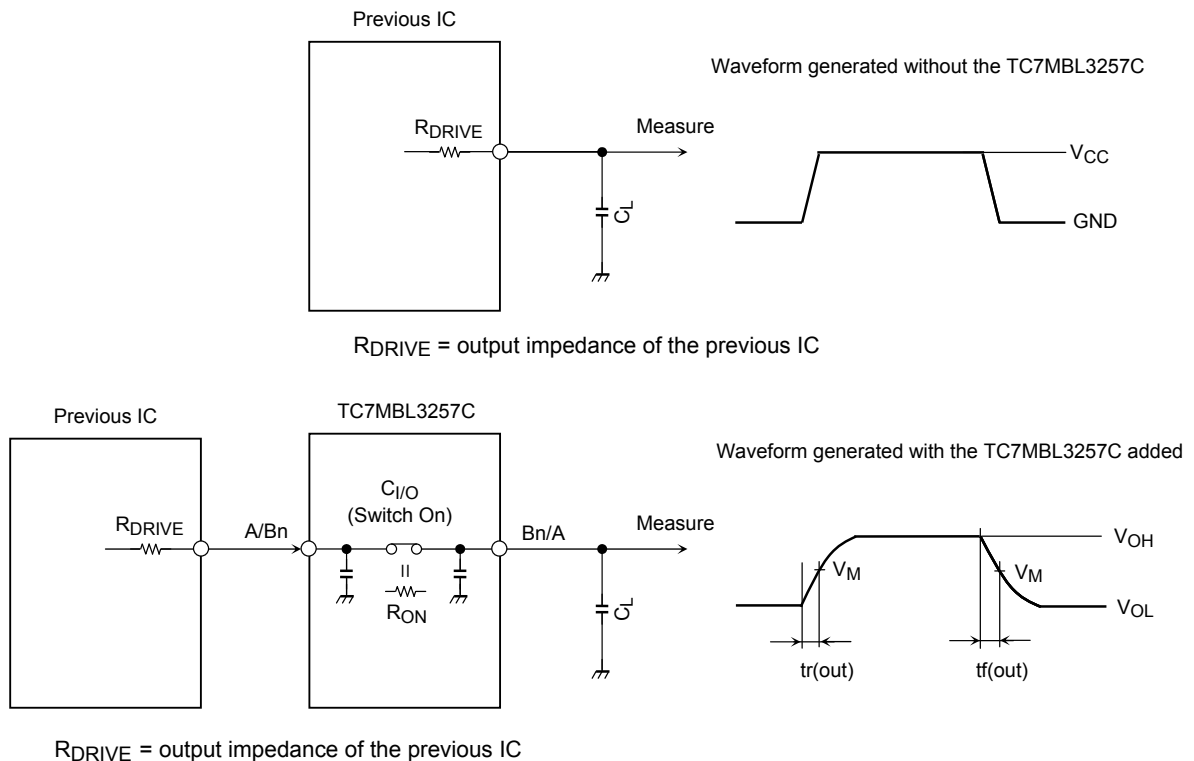 Previous IC
Waveform generated without the TC7MBL3257C
RDRIVE
Measure
VCC
CL
GND
RDRIVE = output impedance of the previous IC
Previous IC
TC7MBL3257C
Waveform generated with the TC7MBL3257C added
CI/O
(Switch On)
RDRIVE
A/Bn
Bn/A
Measure
VOH
VM
VM
RON
CL
VOL
tr(out)
tf(out)
RDRIVE = output impedance of the previous IC